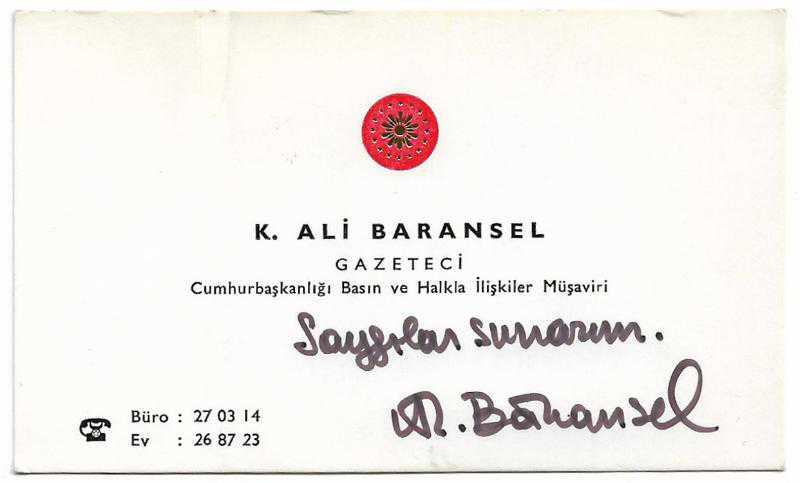 K. ALİ BARANSEL
GAZETECİ
Cumhurbaşkanlığı Basın ve Halkla İlişkiler Müşaviri
Saygılar sunarım.
A. Baransel
Büro : 27 03 14
Ev : 26 87 23